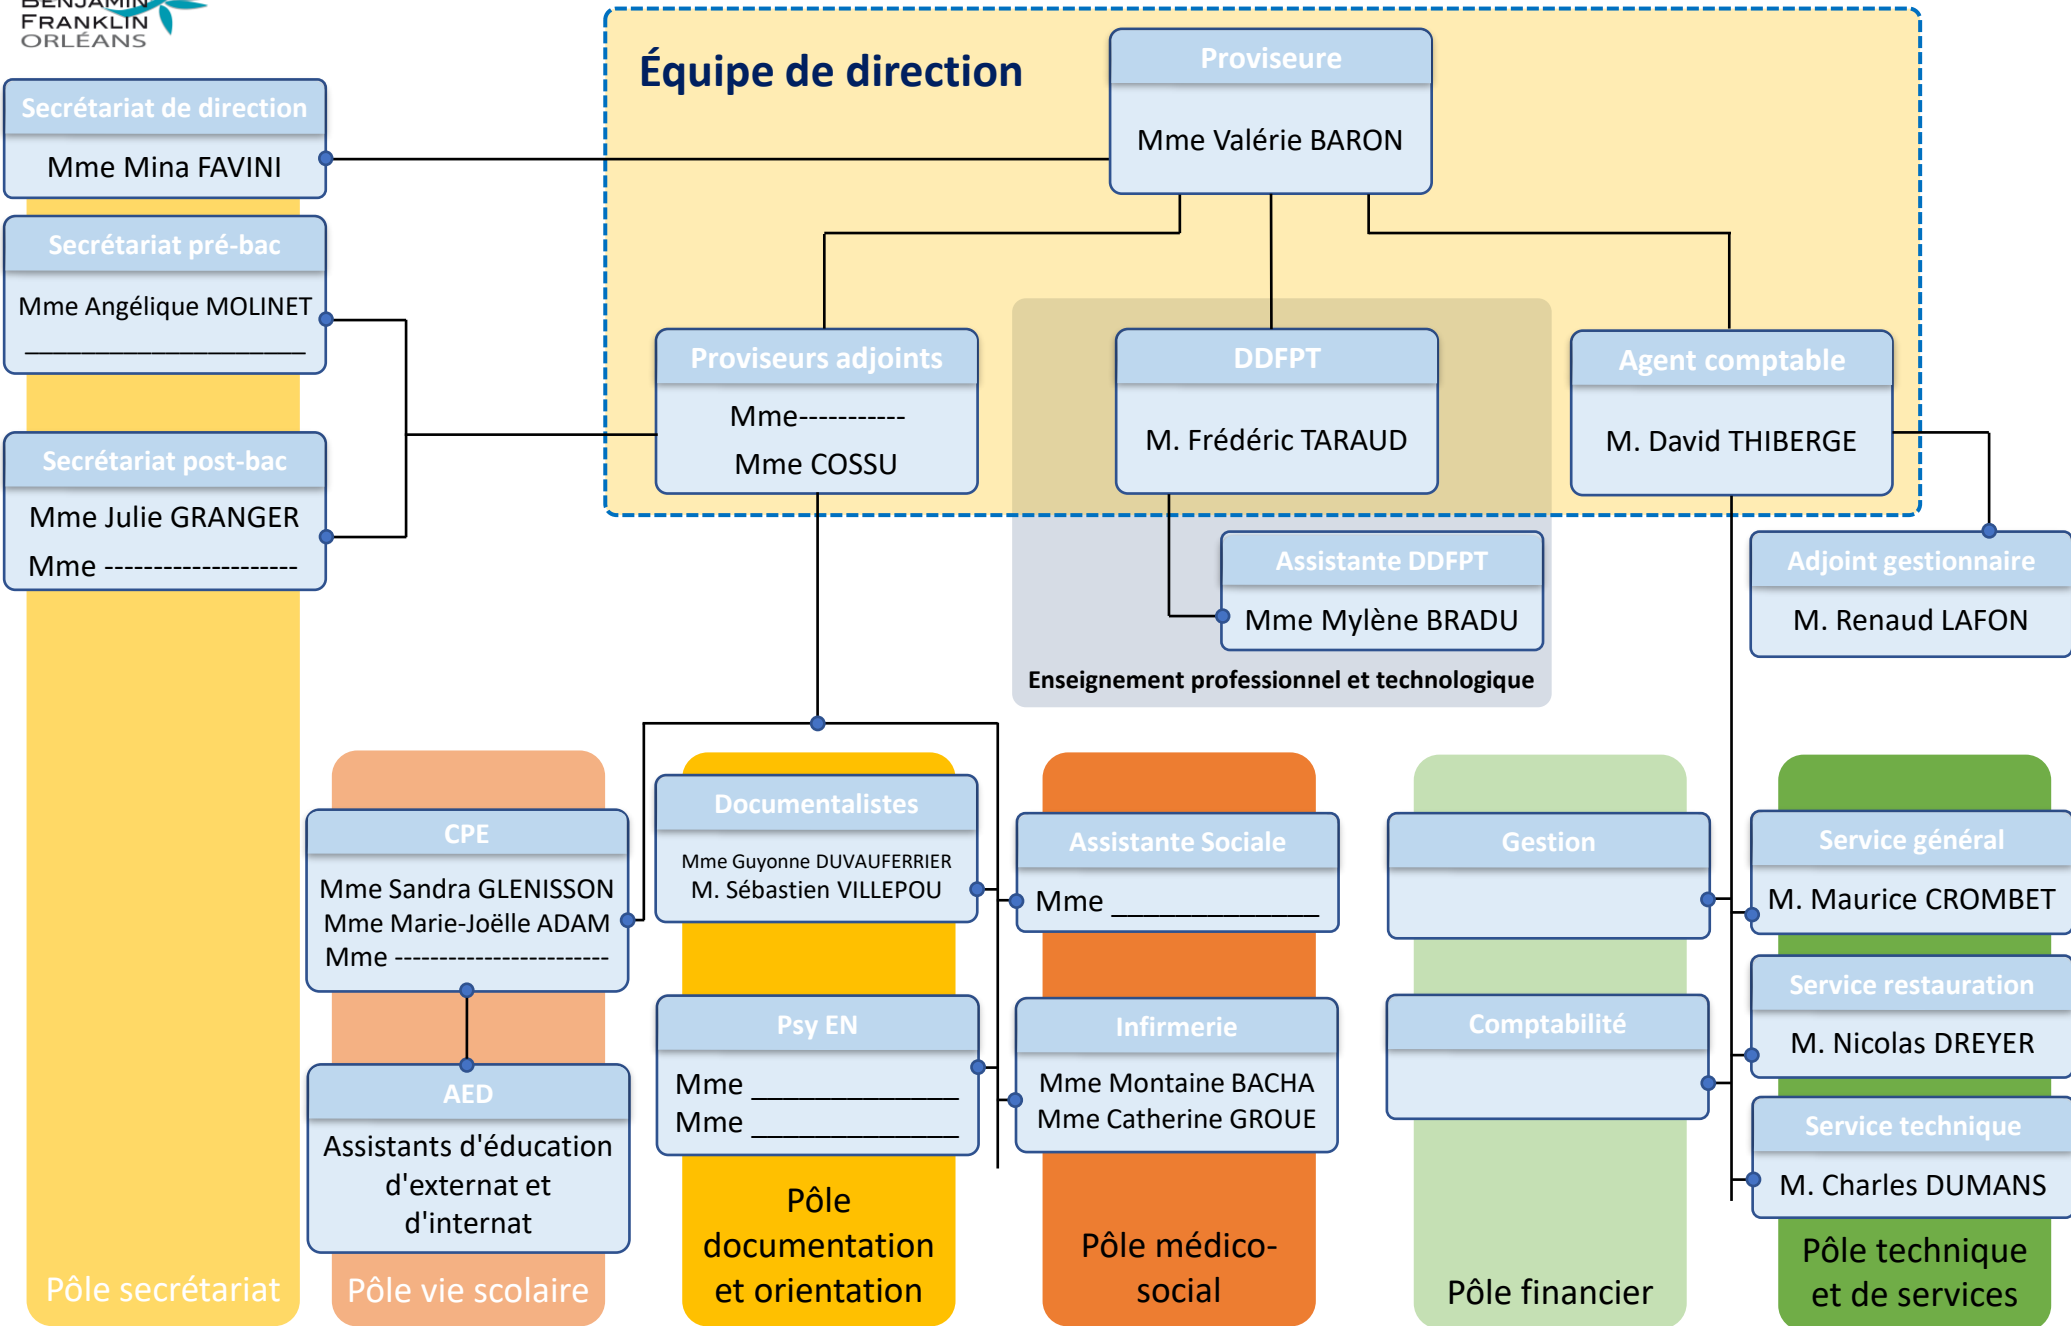 BENJAMIN
FRANKLIN
ORLÉANS
Équipe de direction
Proviseure
Mme Valérie BARON
Secrétariat de direction
Mme Mina FAVINI
Secrétariat pré-bac
Mme Angélique MOLINET
____________________
Secrétariat post-bac
Mme Julie GRANGER
Mme --------------------
Proviseurs adjoints
Mme-----------
Mme COSSU
DDFPT
M. Frédéric TARAUD
Agent comptable
M. David THIBERGE
Assistante DDFPT
Mme Mylène BRADU
Enseignement professionnel et technologique
Adjoint gestionnaire
M. Renaud LAFON
CPE
Mme Sandra GLENISSON
Mme Marie-Joëlle ADAM
Mme ------------------------
AED
Assistants d'éducation
d'externat et
d'internat
Documentalistes
Mme Guyonne DUVAUFERRIER
M. Sébastien VILLEPOU
Psy EN
Mme _____________
Mme _____________
Assistante Sociale
Mme _____________
Infirmerie
Mme Montaine BACHA
Mme Catherine GROUE
Gestion
Comptabilité
Service général
M. Maurice CROMBET
Service restauration
M. Nicolas DREYER
Service technique
M. Charles DUMANS
Pôle secrétariat
Pôle vie scolaire
Pôle
documentation
et orientation
Pôle médico-
social
Pôle financier
Pôle technique
et de services